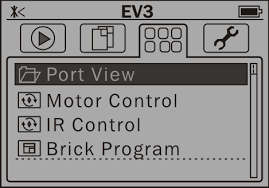 EV3
Port View
Motor Control
IR Control
Brick Program